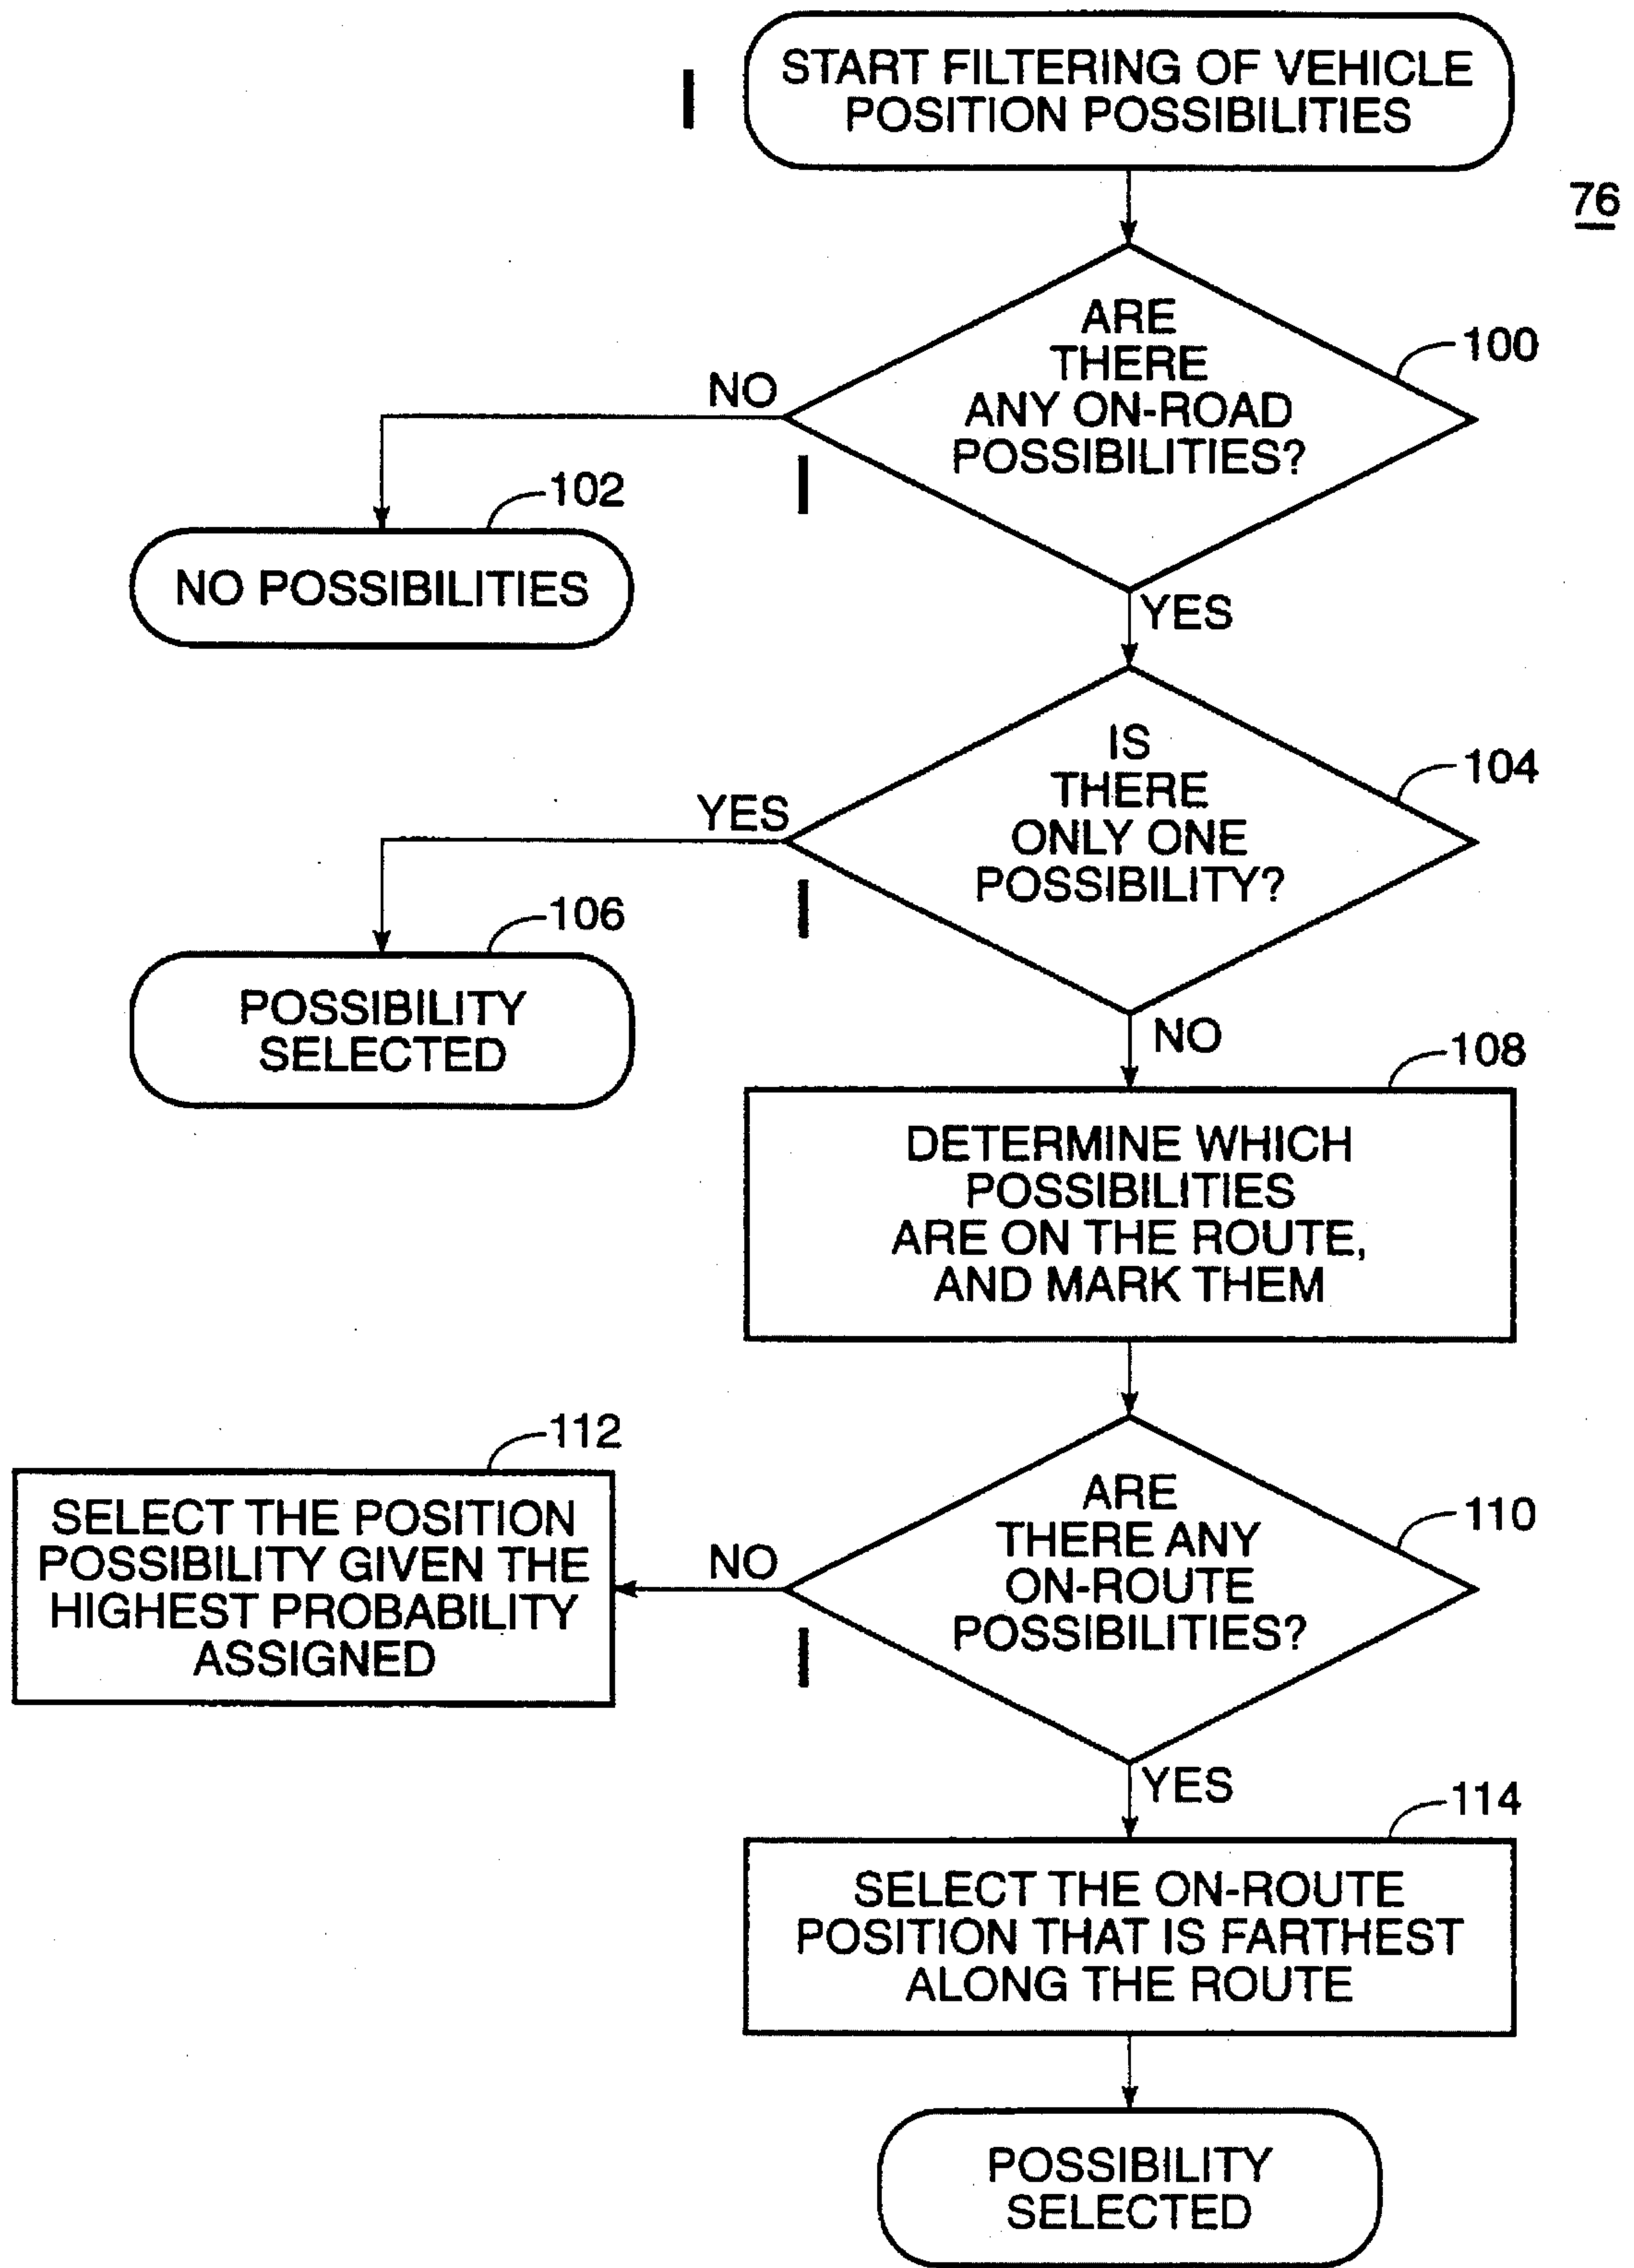 START FILTERING OF VEHICLE
POSITION POSSIBILITIES
76
ARE
THERE
ANY ON-ROAD
POSSIBILITIES?
100
NO
102
NO POSSIBILITIES
YES
IS
THERE
ONLY ONE
POSSIBILITY?
104
YES
106
POSSIBILITY
SELECTED
NO
108
DETERMINE WHICH
POSSIBILITIES
ARE ON THE ROUTE,
AND MARK THEM
ARE
THERE ANY
ON-ROUTE
POSSIBILITIES?
110
NO
112
SELECT THE POSITION
POSSIBILITY GIVEN THE
HIGHEST PROBABILITY
ASSIGNED
YES
114
SELECT THE ON-ROUTE
POSITION THAT IS FARTHEST
ALONG THE ROUTE
POSSIBILITY
SELECTED